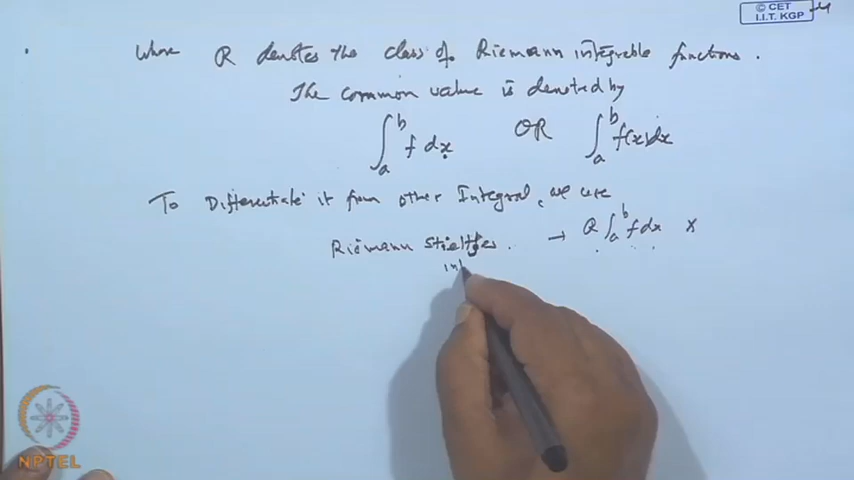 © CET
I.I.T. KGP
Where R denotes the class of Riemann integrable functions.
The common value is denoted by
∫_a^b f dx OR ∫_a^b f(x)dx
To Differentiate it from other Integral, we use
Riemann Stieltjes. → R ∫_a^b f dx X
int
NPTEL